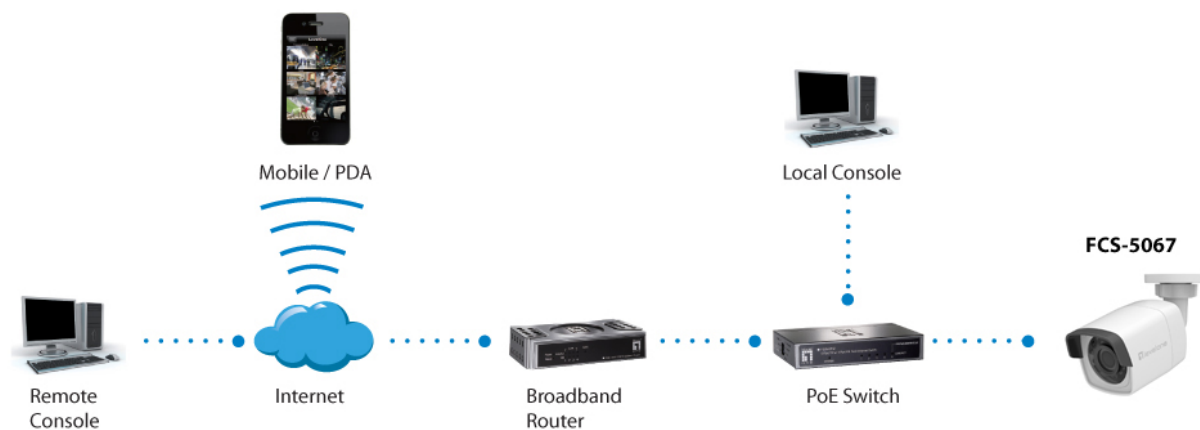 Mobile / PDA
Local Console
FCS-5067
Remote
Console
Internet
Broadband
Router
PoE Switch